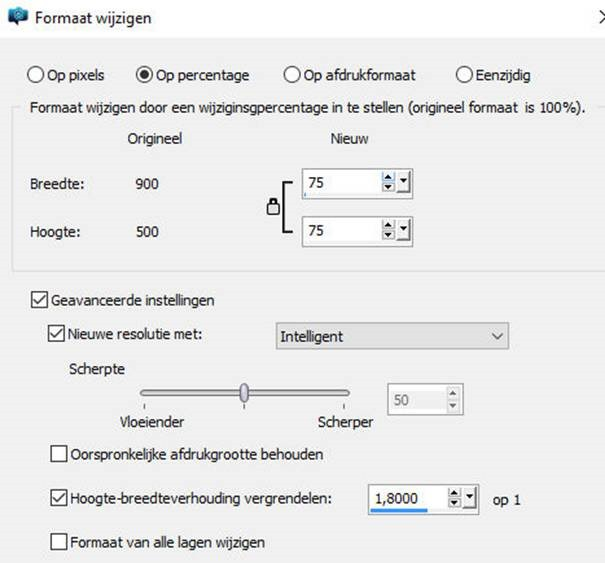 Formaat wijzigen
Op pixels Op percentage Op afdrukformaat Eenzijdig
Formaat wijzigen door een wijzginsgpercentage in te stellen (origineel formaat is 100%).
Origineel Nieuw
Breedte: 900 75
Hoogte: 500 75
Geavanceerde instellingen
Nieuwe resolutie met: Intelligent
Scherpte
50
Vloeiender Scherper
Oorspronkelijke afdrukgrootte behouden
Hoogte-breedteverhouding vergrendelen: 1,8000 op 1
Formaat van alle lagen wijzigen